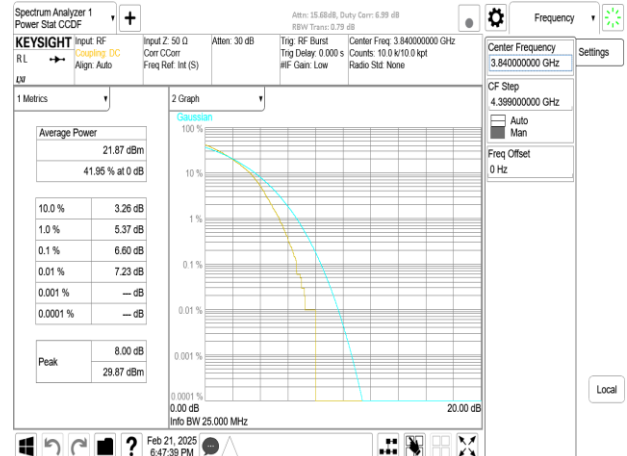 Spectrum Analyzer 1
Power Stat CCDF
Attn: 15.68dB, Duty Corr: 6.99 dB
RBW Trans: 0.79 dB
Frequency
KEYSIGHT
RL
Input: RF
Coupling: DC
Align: Auto
Input Z: 50 Ω
Corr CCorr
Freq Ref: Int (S)
Atten: 30 dB
Trig: RF Burst
Trig Delay: 0.000 s
#IF Gain: Low
Center Freq: 3.840000000 GHz
Counts: 10.0 k/10.0 kpt
Radio Std: None
LXI
Center Frequency
3.840000000 GHz
Settings
CF Step
4.399000000 GHz
Auto
Man
Freq Offset
0 Hz
Local
1 Metrics
Average Power
21.87 dBm
41.95 % at 0 dB
10.0 % 3.26 dB
1.0 % 5.37 dB
0.1 % 6.60 dB
0.01 % 7.23 dB
0.001 % --- dB
0.0001 % --- dB
Peak
8.00 dB
29.87 dBm
2 Graph
Gaussian
100 %
10 %
1 %
0.1 %
0.01 %
0.001 %
0.0001 %
0.00 dB 20.00 dB
Info BW 25.000 MHz
Feb 21, 2025
6:47:39 PM